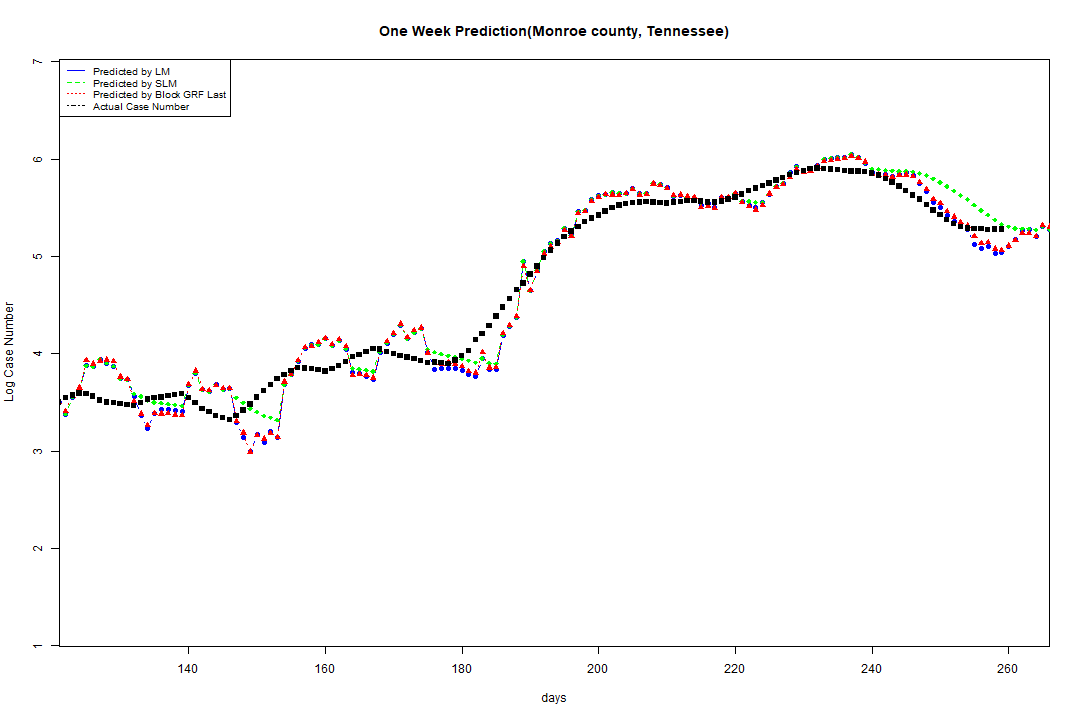 One Week Prediction(Monroe county, Tennessee)
Predicted by LM
Predicted by SLM
Predicted by Block GRF Last
Actual Case Number
7
6
5
4
3
2
1
Log Case Number
140 160 180 200 220 240 260
days